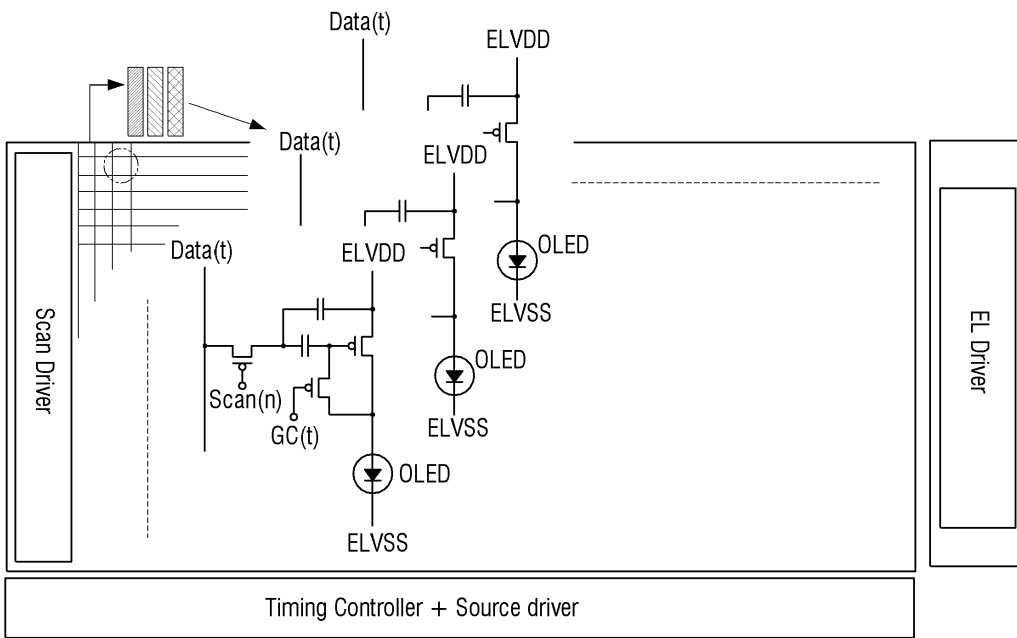 Data(t)
ELVDD
Data(t)
ELVDD
Data(t)
ELVDD
OLED
ELVSS
Scan Driver
EL Driver
OLED
Scan(n)
GC(t)
ELVSS
OLED
ELVSS
Timing Controller + Source driver